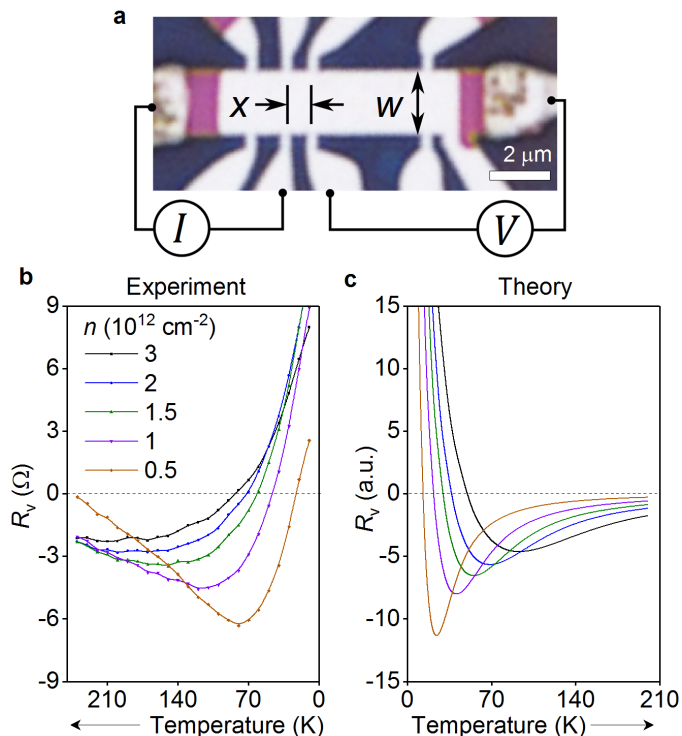 a
x
w
2 μm
I
V
b
Experiment
c
Theory
n (10¹² cm⁻²)
3
2
1.5
1
0.5
9
6
3
0
-3
-6
-9
Rᵥ (Ω)
210
140
70
0
Temperature (K)
15
10
5
0
-5
-10
-15
Rᵥ (a.u.)
0
70
140
210
Temperature (K)